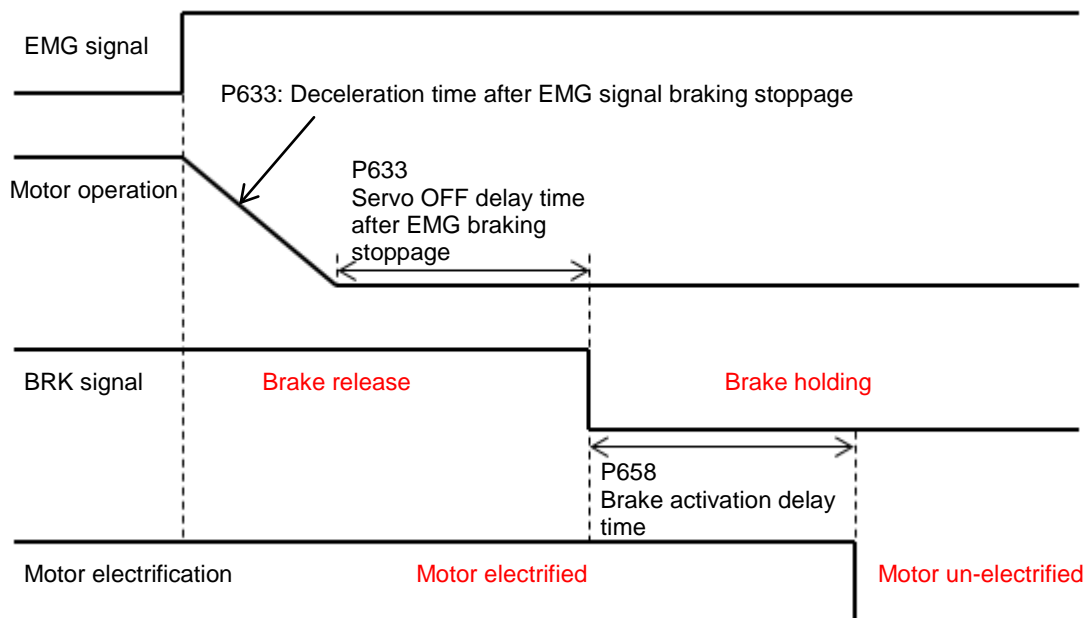 EMG signal
P633: Deceleration time after EMG signal braking stoppage
Motor operation
P633
Servo OFF delay time
after EMG braking
stoppage
BRK signal
Brake release
Brake holding
P658
Brake activation delay
time
Motor electrification
Motor electrified
Motor un-electrified